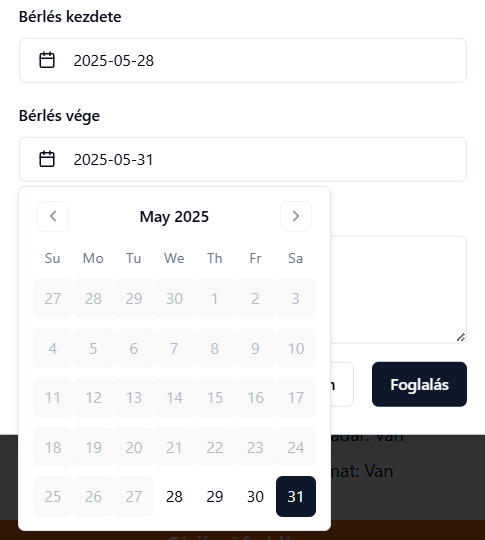 Bérlés kezdete
2025-05-28
Bérlés vége
2025-05-31
May 2025
Su Mo Tu We Th Fr Sa
27 28 29 30 1 2 3
4 5 6 7 8 9 10
11 12 13 14 15 16 17
18 19 20 21 22 23 24
25 26 27 28 29 30 31
Foglalás
Van
Van